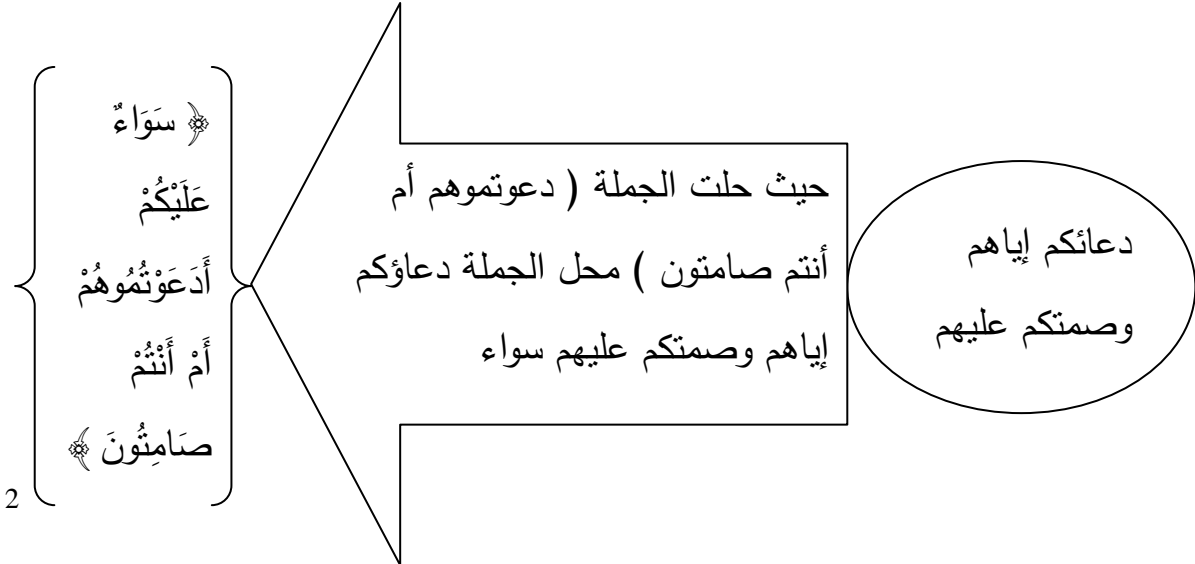 دعائكم إياهم
وصمتكم عليهم
حيث حلت الجملة ( دعوتموهم أم
أنتم صامتون ) محل الجملة دعاؤكم
إياهم وصمتكم عليهم سواء
﴿ سَوَاءٌ
عَلَيْكُمْ
أَدَعَوْتُمُوهُمْ
أَمْ أَنْتُمْ
صَامِتُونَ ﴾
2